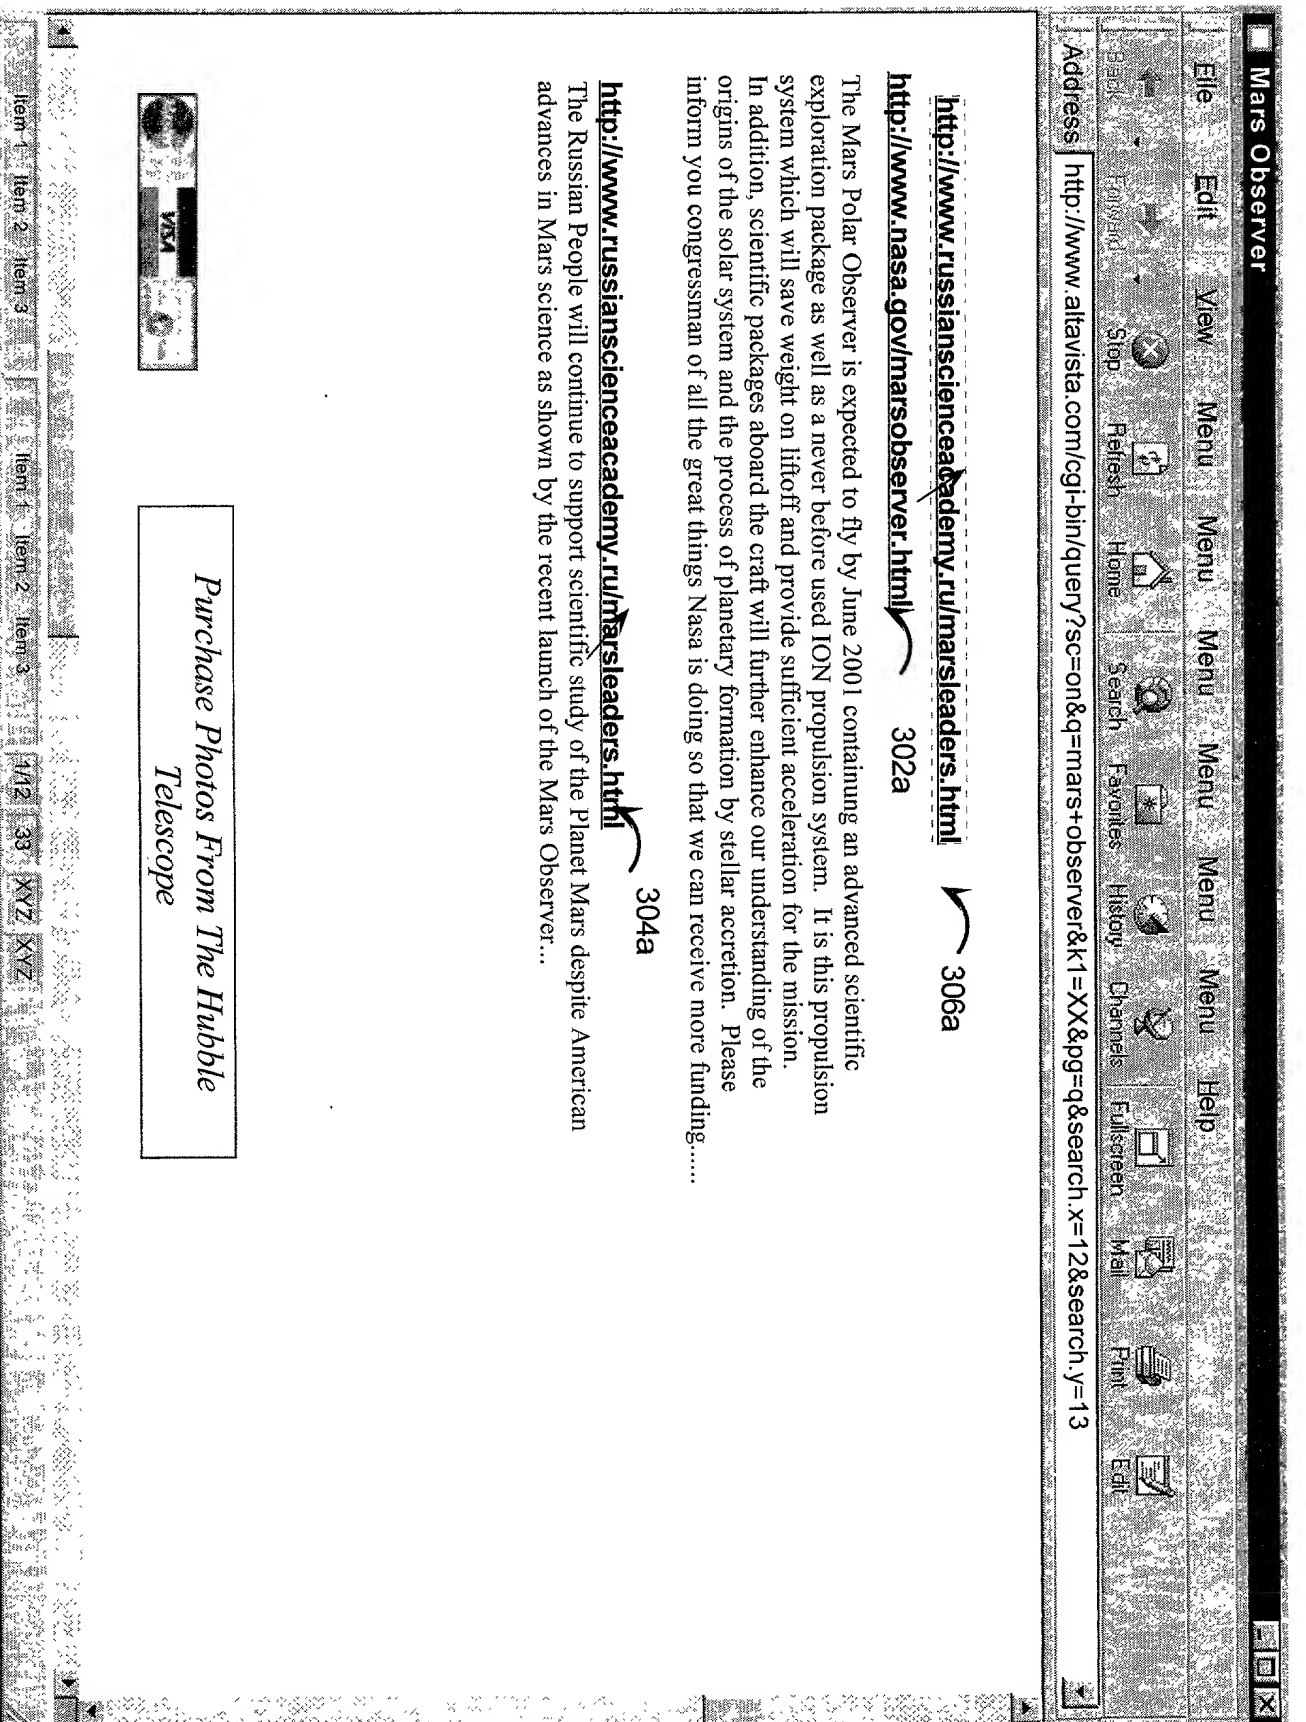 Mars Observer
File Edit View Menu Menu Menu Menu Menu Menu Help
Back Forward Stop Refresh Home Search Favorites History Channels Fullscreen Mail Print Edit
Address http://www.altavista.com/cgi-bin/query?sc=on&q=mars+observer&k1=XX&pg=q&search.x=12&search.y=13
http://www.russianscienceacademy.ru/marsleaders.html
306a
http://www.nasa.gov/marsobserver.html
302a
The Mars Polar Observer is expected to fly by June 2001 containung an advanced scientific
exploration package as well as a never before used ION propulsion system. It is this propulsion
system which will save weight on liftoff and provide sufficient acceleration for the mission.
In addition, scientific packages aboard the craft will further enhance our understanding of the
origins of the solar system and the process of planetary formation by stellar accretion. Please
inform you congressman of all the great things Nasa is doing so that we can receive more funding......
304a
http://www.russianscienceacademy.ru/marsleaders.html
The Russian People will continue to support scientific study of the Planet Mars despite American
advances in Mars science as shown by the recent launch of the Mars Observer...
VISA
Purchase Photos From The Hubble
Telescope
Item 1 Item 2 Item 3 Item 1 Item 2 Item 3 1/12 33 XYZ XYZ